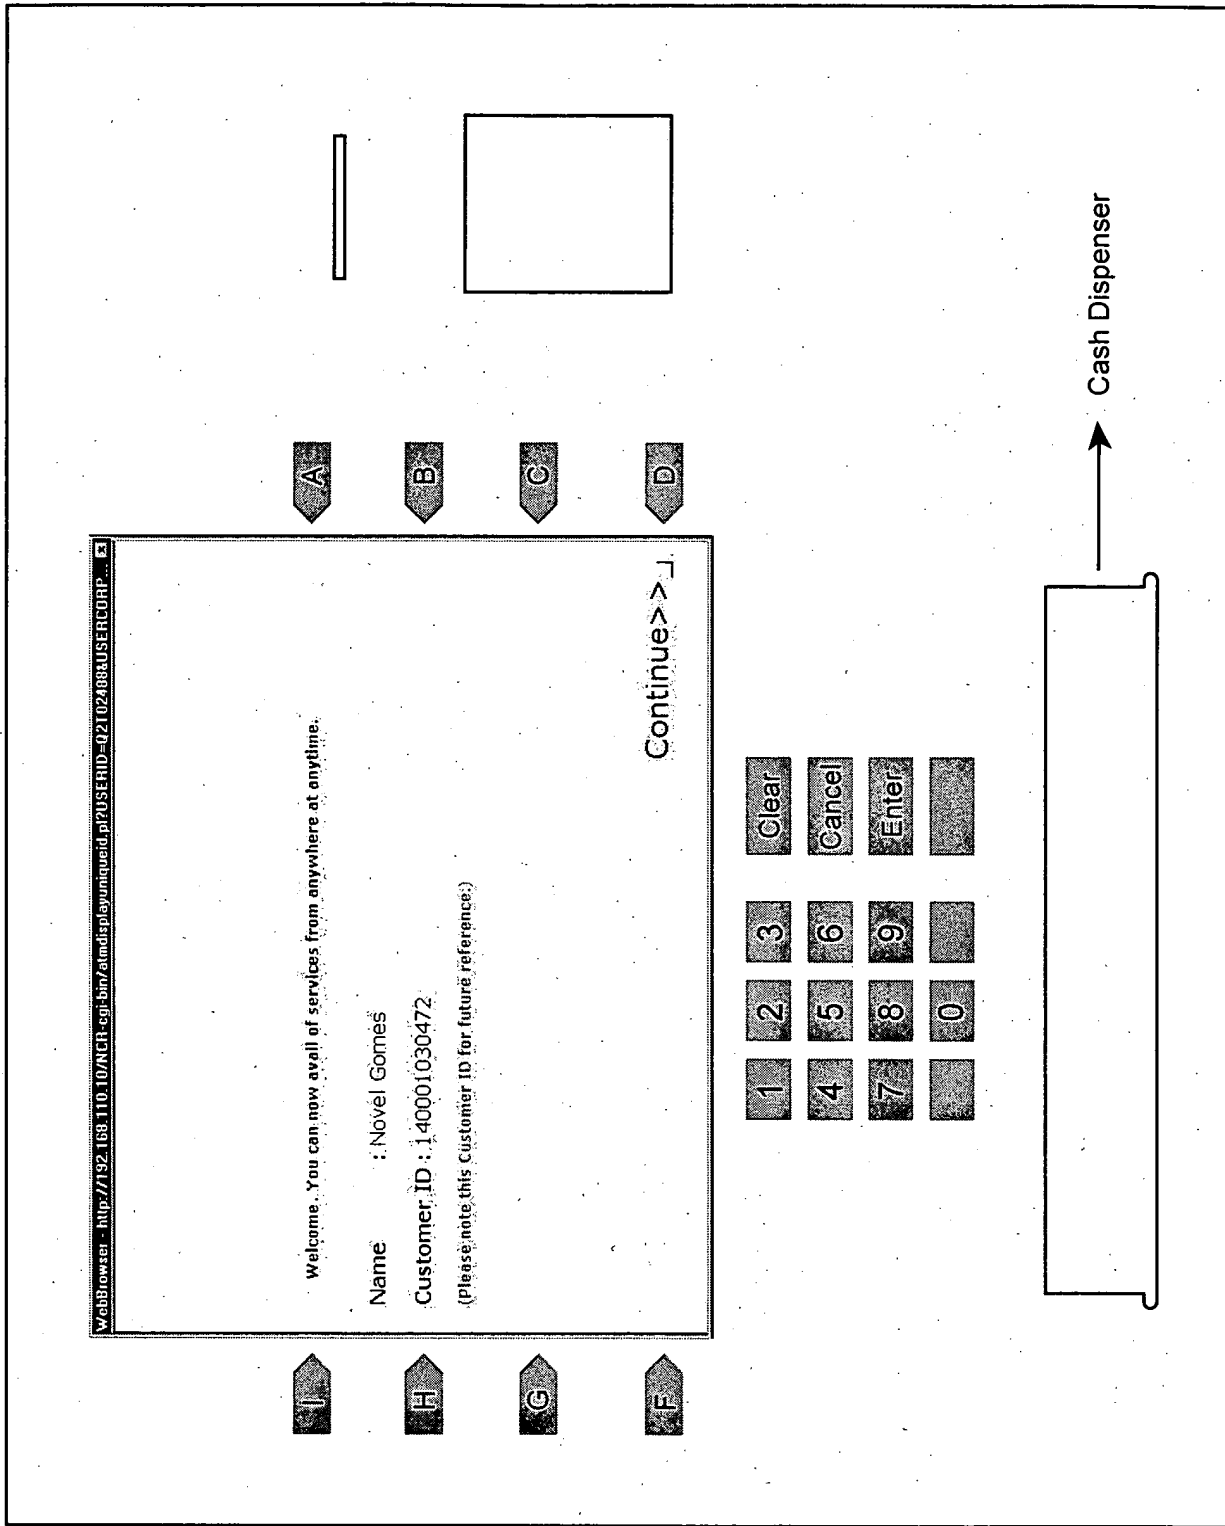 WebBrowser - http://192.168.110.10/NCR-cgi-bin/atmdisplayuniqueid.pl?USERID=Q2T02488&USERCORP...
Welcome. You can now avail of services from anywhere at anytime.
Name : Novel Gomes
Customer ID : 140001030472
(Please note this Customer ID for future reference.)
Continue>>
I A
H B
G C
F D
1 2 3 Clear
4 5 6 Cancel
7 8 9 Enter
0
Cash Dispenser